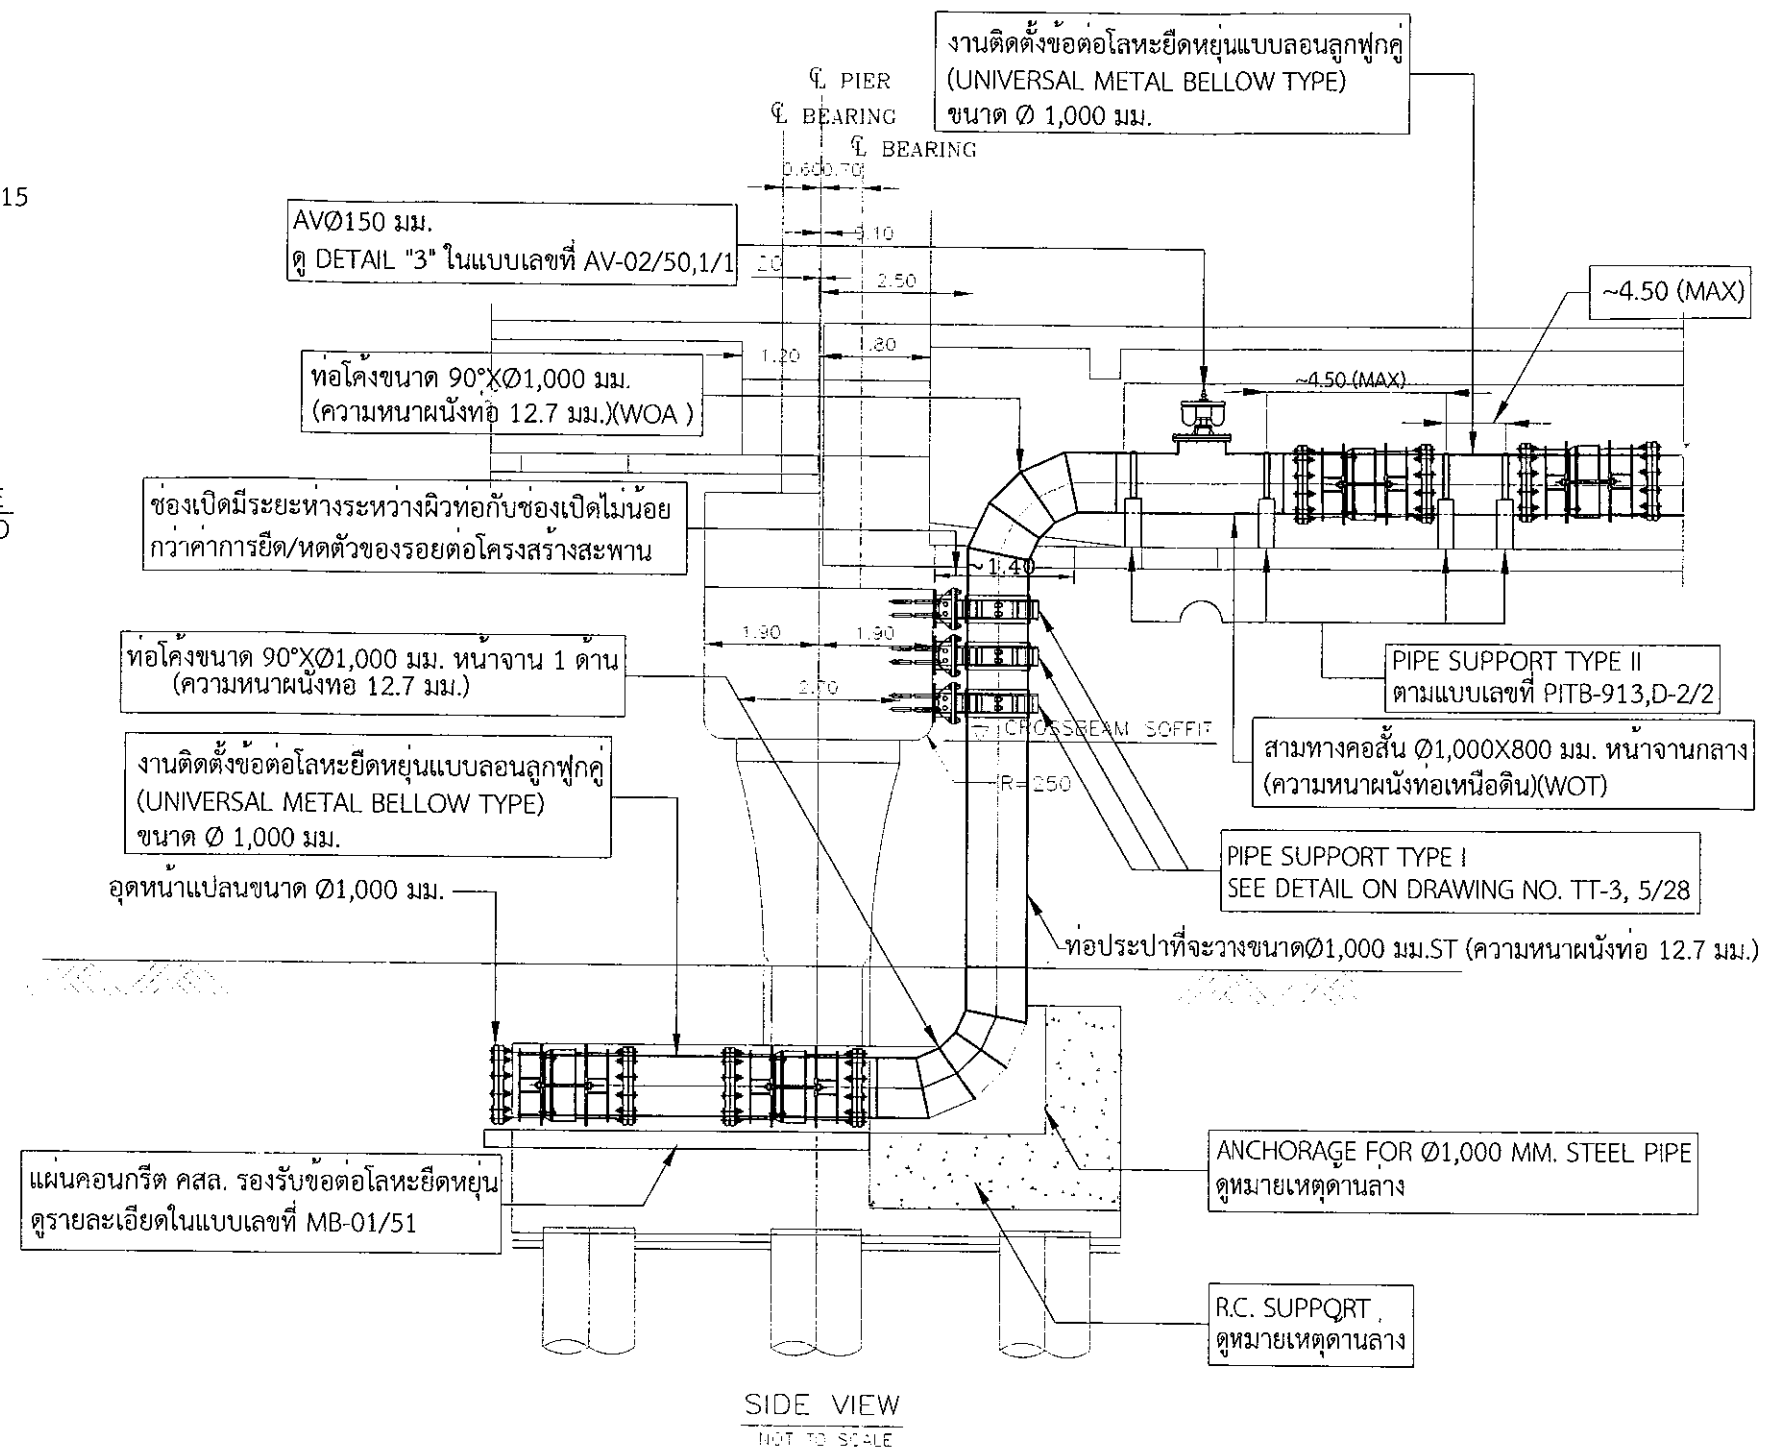 งานติดตั้งข้อต่อโลหะยืดหยุ่นแบบลอนลูกฟูกคู่
(UNIVERSAL METAL BELLOW TYPE)
ขนาด Ø 1,000 มม.
℄ PIER
℄ BEARING
℄ BEARING
0.60 0.70
15
AVØ150 มม.
ดู DETAIL "3" ในแบบเลขที่ AV-02/50,1/1
0.10
20
2.50
~4.50 (MAX)
1.20
.80
ท่อโค้งขนาด 90°XØ1,000 มม.
(ความหนาผนังท่อ 12.7 มม.)(WOA )
~4.50 (MAX)
ช่องเปิดมีระยะห่างระหว่างผิวท่อกับช่องเปิดไม่น้อย
กว่าค่าการยืด/หดตัวของรอยต่อโครงสร้างสะพาน
~1.40
1.90
1.90
2.70
ท่อโค้งขนาด 90°XØ1,000 มม. หน้าจาน 1 ด้าน
(ความหนาผนังท่อ 12.7 มม.)
PIPE SUPPORT TYPE II
ตามแบบเลขที่ PITB-913,D-2/2
CROSSBEAM SOFFIT
สามทางคอสั้น Ø1,000X800 มม. หน้าจานกลาง
(ความหนาผนังท่อเหนือดิน)(WOT)
R=250
งานติดตั้งข้อต่อโลหะยืดหยุ่นแบบลอนลูกฟูกคู่
(UNIVERSAL METAL BELLOW TYPE)
ขนาด Ø 1,000 มม.
PIPE SUPPORT TYPE I
SEE DETAIL ON DRAWING NO. TT-3, 5/28
อุดหน้าแปลนขนาด Ø1,000 มม.
ท่อประปาที่จะวางขนาดØ1,000 มม.ST (ความหนาผนังท่อ 12.7 มม.)
ANCHORAGE FOR Ø1,000 MM. STEEL PIPE
ดูหมายเหตุด้านล่าง
แผ่นคอนกรีต คสล. รองรับข้อต่อโลหะยืดหยุ่น
ดูรายละเอียดในแบบเลขที่ MB-01/51
R.C. SUPPORT
ดูหมายเหตุด้านล่าง
SIDE VIEW
NOT TO SCALE